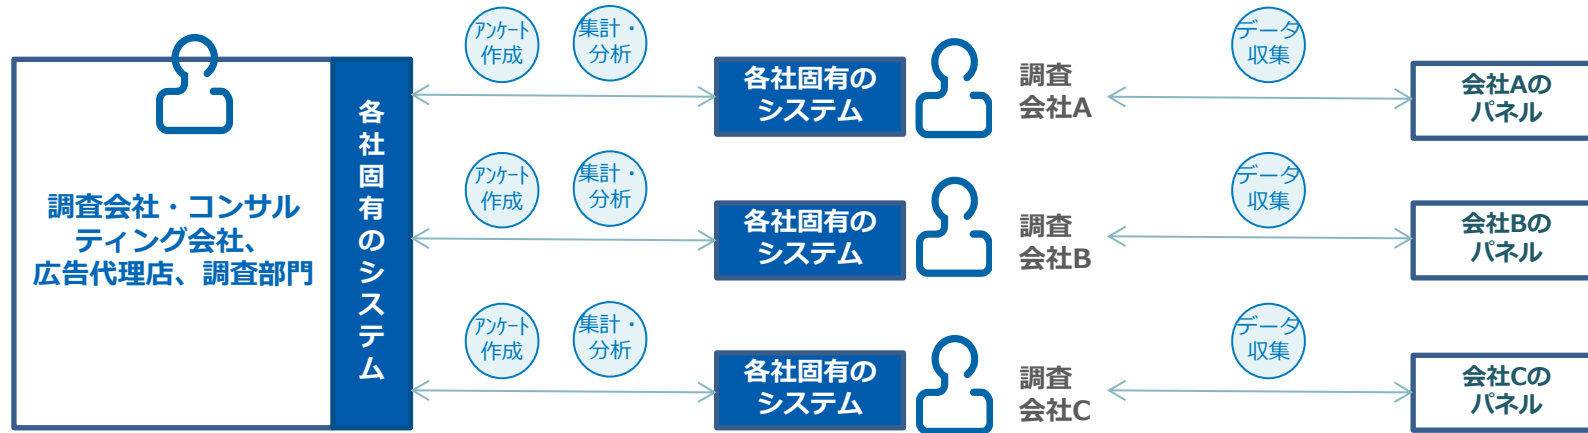 調査会社・コンサル
ティング会社、
広告代理店、調査部門
各社固有のシステム
アンケート
作成
集計・
分析
各社固有の
システム
調査
会社A
データ
収集
会社Aの
パネル
アンケート
作成
集計・
分析
各社固有の
システム
調査
会社B
データ
収集
会社Bの
パネル
アンケート
作成
集計・
分析
各社固有の
システム
調査
会社C
データ
収集
会社Cの
パネル